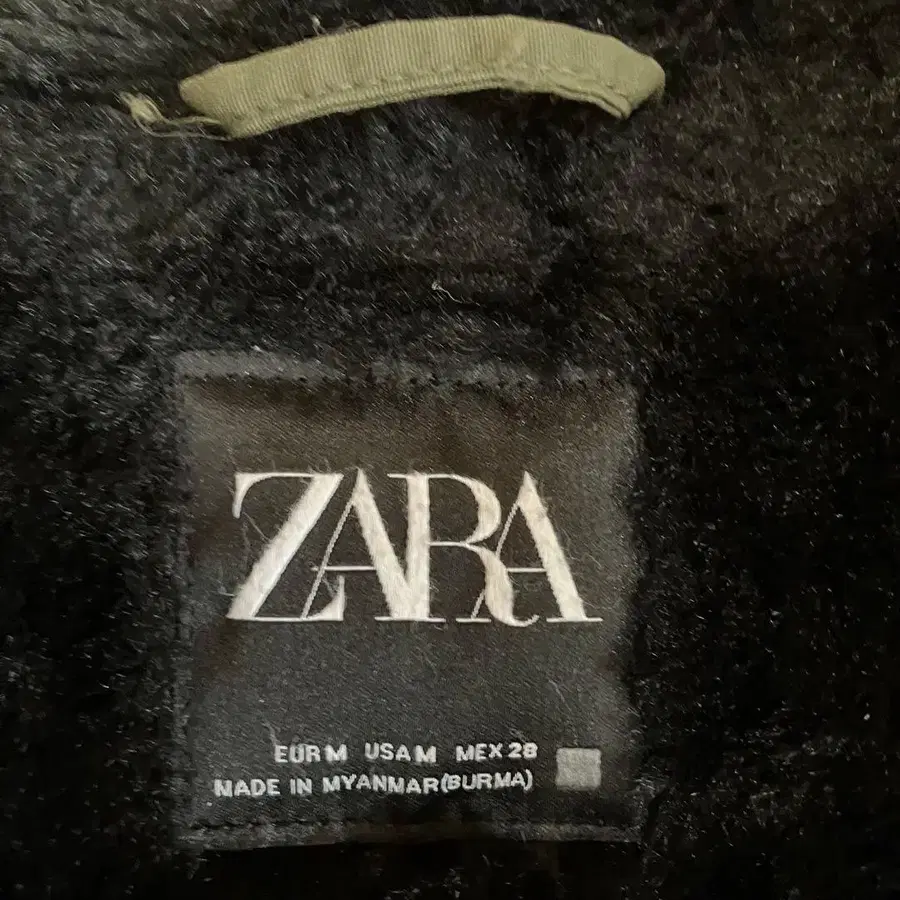 ZARA
EUR M USA M MEX 28
MADE IN MYANMAR(BURMA)